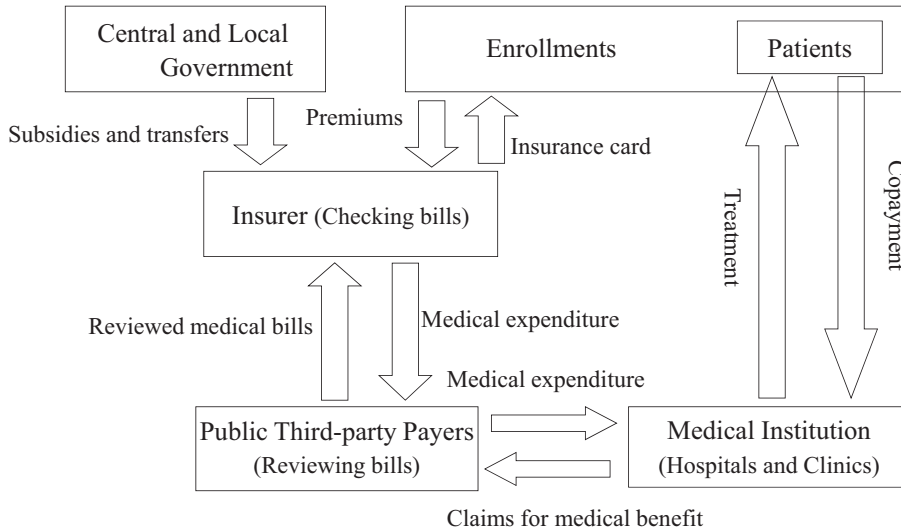 Central and Local
Government
Enrollments
Patients
Subsidies and transfers
Premiums
Insurance card
Insurer (Checking bills)
Treatment
Copayment
Reviewed medical bills
Medical expenditure
Medical expenditure
Public Third-party Payers
(Reviewing bills)
Medical Institution
(Hospitals and Clinics)
Claims for medical benefit